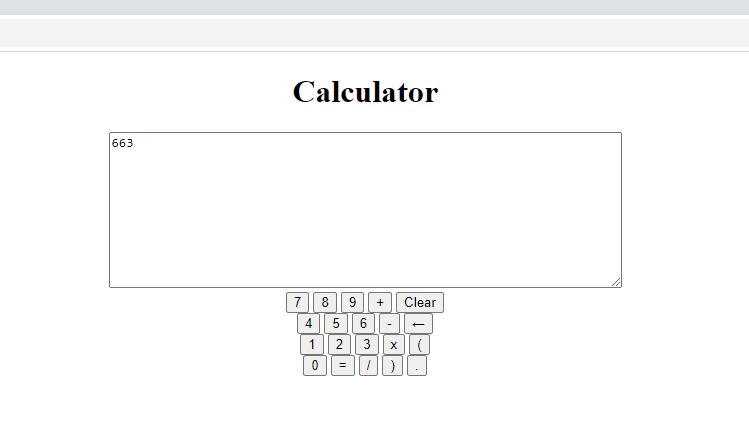 Calculator
663
7 8 9 + Clear
4 5 6 - ←
1 2 3 x (
0 = / ) .